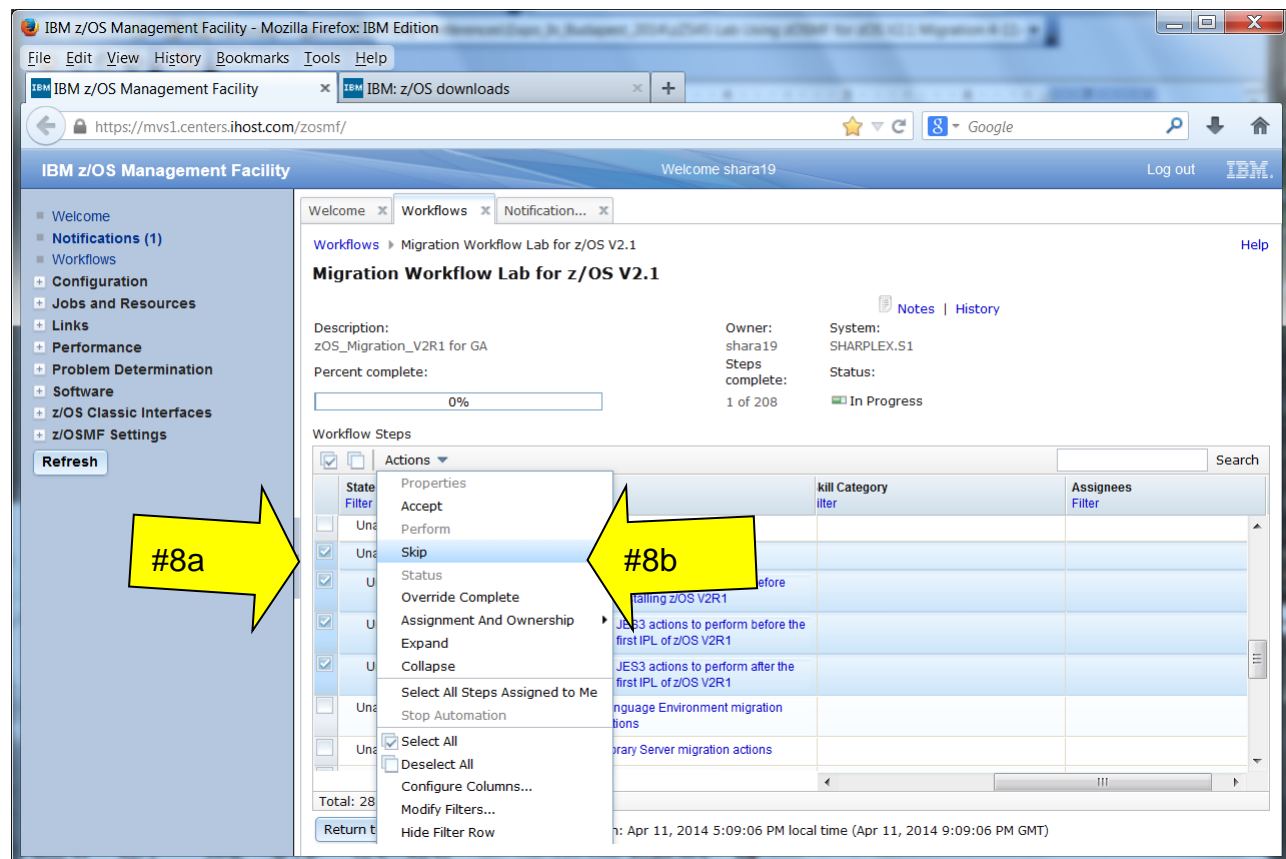 IBM z/OS Management Facility - Mozilla Firefox: IBM Edition
File Edit View History Bookmarks Tools Help
IBM IBM z/OS Management Facility
IBM IBM: z/OS downloads
https://mvs1.centers.ihost.com/zosmf/
Google
IBM z/OS Management Facility
Welcome shara19
Log out
IBM.
Welcome
Notifications (1)
Workflows
Configuration
Jobs and Resources
Links
Performance
Problem Determination
Software
z/OS Classic Interfaces
z/OSMF Settings
Refresh
Welcome
Workflows
Notification...
Workflows Migration Workflow Lab for z/OS V2.1
Help
Migration Workflow Lab for z/OS V2.1
Notes | History
Description:
zOS_Migration_V2R1 for GA
Owner:
shara19
System:
SHARPLEX.S1
Percent complete:
0%
Steps
complete:
1 of 208
Status:
In Progress
Workflow Steps
Actions
Search
State
Filter
kill Category
ilter
Assignees
Filter
Properties
Accept
Perform
Skip
Status
Override Complete
Assignment And Ownership
Expand
Collapse
Select All Steps Assigned to Me
Stop Automation
Select All
Deselect All
Configure Columns...
Modify Filters...
Hide Filter Row
Una
Una
U
efore
talling z/OS V2R1
U
JES3 actions to perform before the
first IPL of z/OS V2R1
U
JES3 actions to perform after the
first IPL of z/OS V2R1
Una
nguage Environment migration
tions
Una
brary Server migration actions
Total: 28
Return t
n: Apr 11, 2014 5:09:06 PM local time (Apr 11, 2014 9:09:06 PM GMT)
#8a
#8b